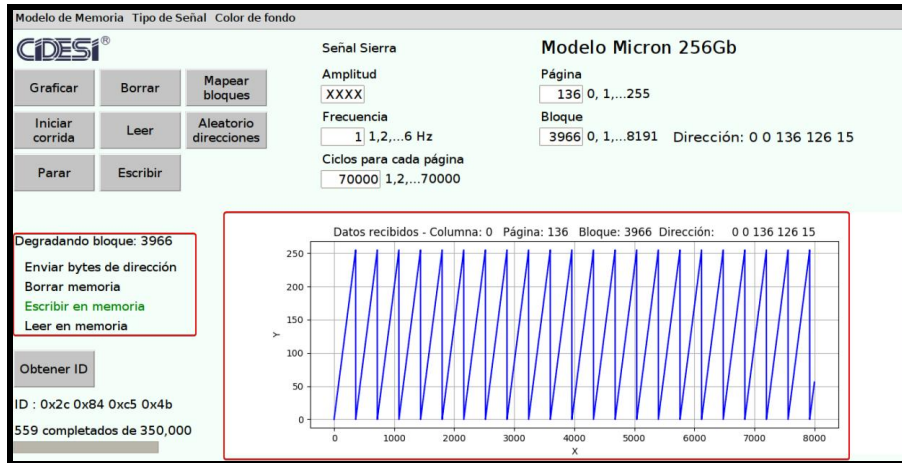 Modelo de Memoria Tipo de Señal Color de fondo
CIDESI®
Señal Sierra
Modelo Micron 256Gb
Graficar
Borrar
Mapear
bloques
Iniciar
corrida
Leer
Aleatorio
direcciones
Parar
Escribir
Amplitud
XXXX
Frecuencia
1 1,2,...6 Hz
Ciclos para cada página
70000 1,2,...70000
Página
136 0, 1,...255
Bloque
3966 0, 1,...8191 Dirección: 0 0 136 126 15
Degradando bloque: 3966
Enviar bytes de dirección
Borrar memoria
Escribir en memoria
Leer en memoria
Obtener ID
ID : 0x2c 0x84 0xc5 0x4b
559 completados de 350,000
Datos recibidos - Columna: 0 Página: 136 Bloque: 3966 Dirección: 0 0 136 126 15
250
200
150
100
50
0
Y
0 1000 2000 3000 4000 5000 6000 7000 8000
X